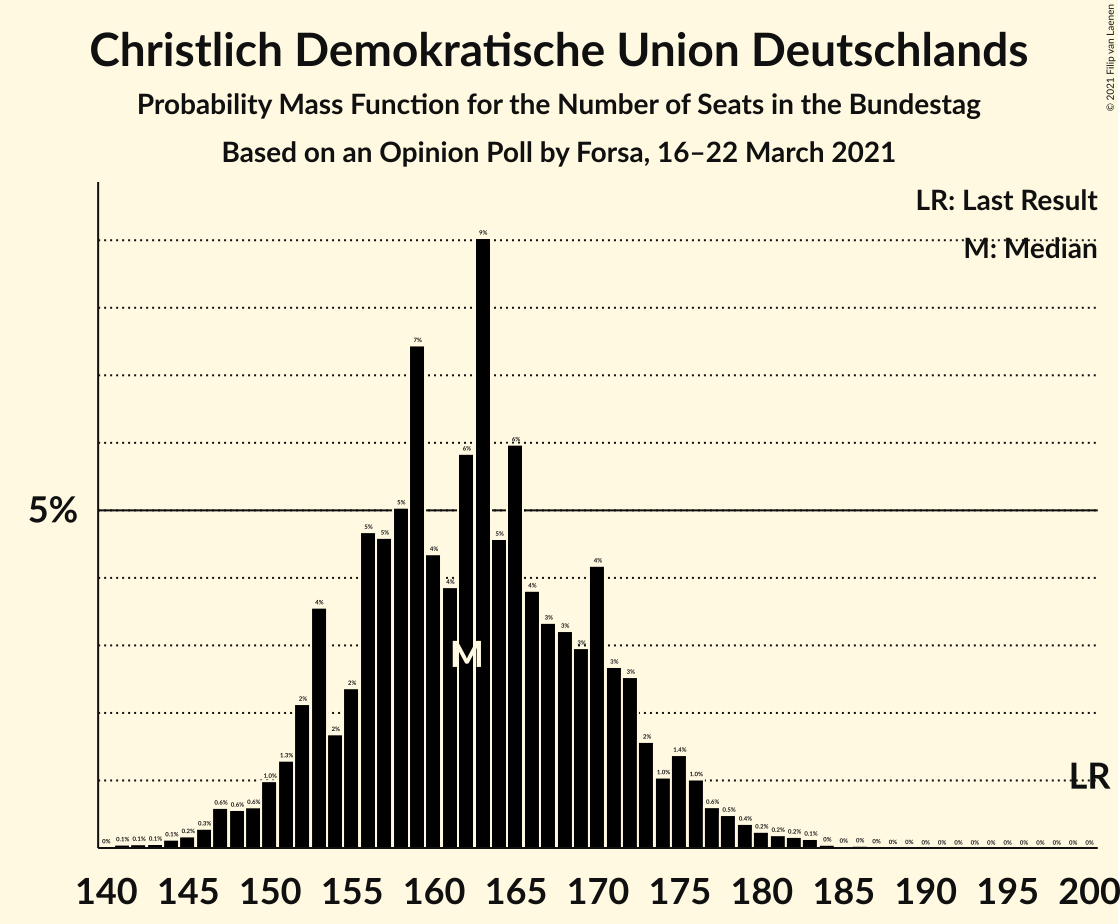 Christlich Demokratische Union Deutschlands
Probability Mass Function for the Number of Seats in the Bundestag
Based on an Opinion Poll by Forsa, 16–22 March 2021
© 2021 Filip van Laenen
LR: Last Result
M: Median
5%
0% 0.1% 0.1% 0.1% 0.1% 0.2% 0.3% 0.6% 0.6% 0.6% 1.0% 1.3% 2% 4% 2% 2% 5% 5% 5% 7% 4% 4% 6% 9% 5% 6% 4% 3% 3% 3% 4% 3% 3% 2% 1.0% 1.4% 1.0% 0.6% 0.5% 0.4% 0.2% 0.2% 0.2% 0.1% 0% 0% 0% 0% 0% 0% 0% 0% 0% 0% 0% 0% 0% 0% 0% 0% 0%
M
LR
140 145 150 155 160 165 170 175 180 185 190 195 200